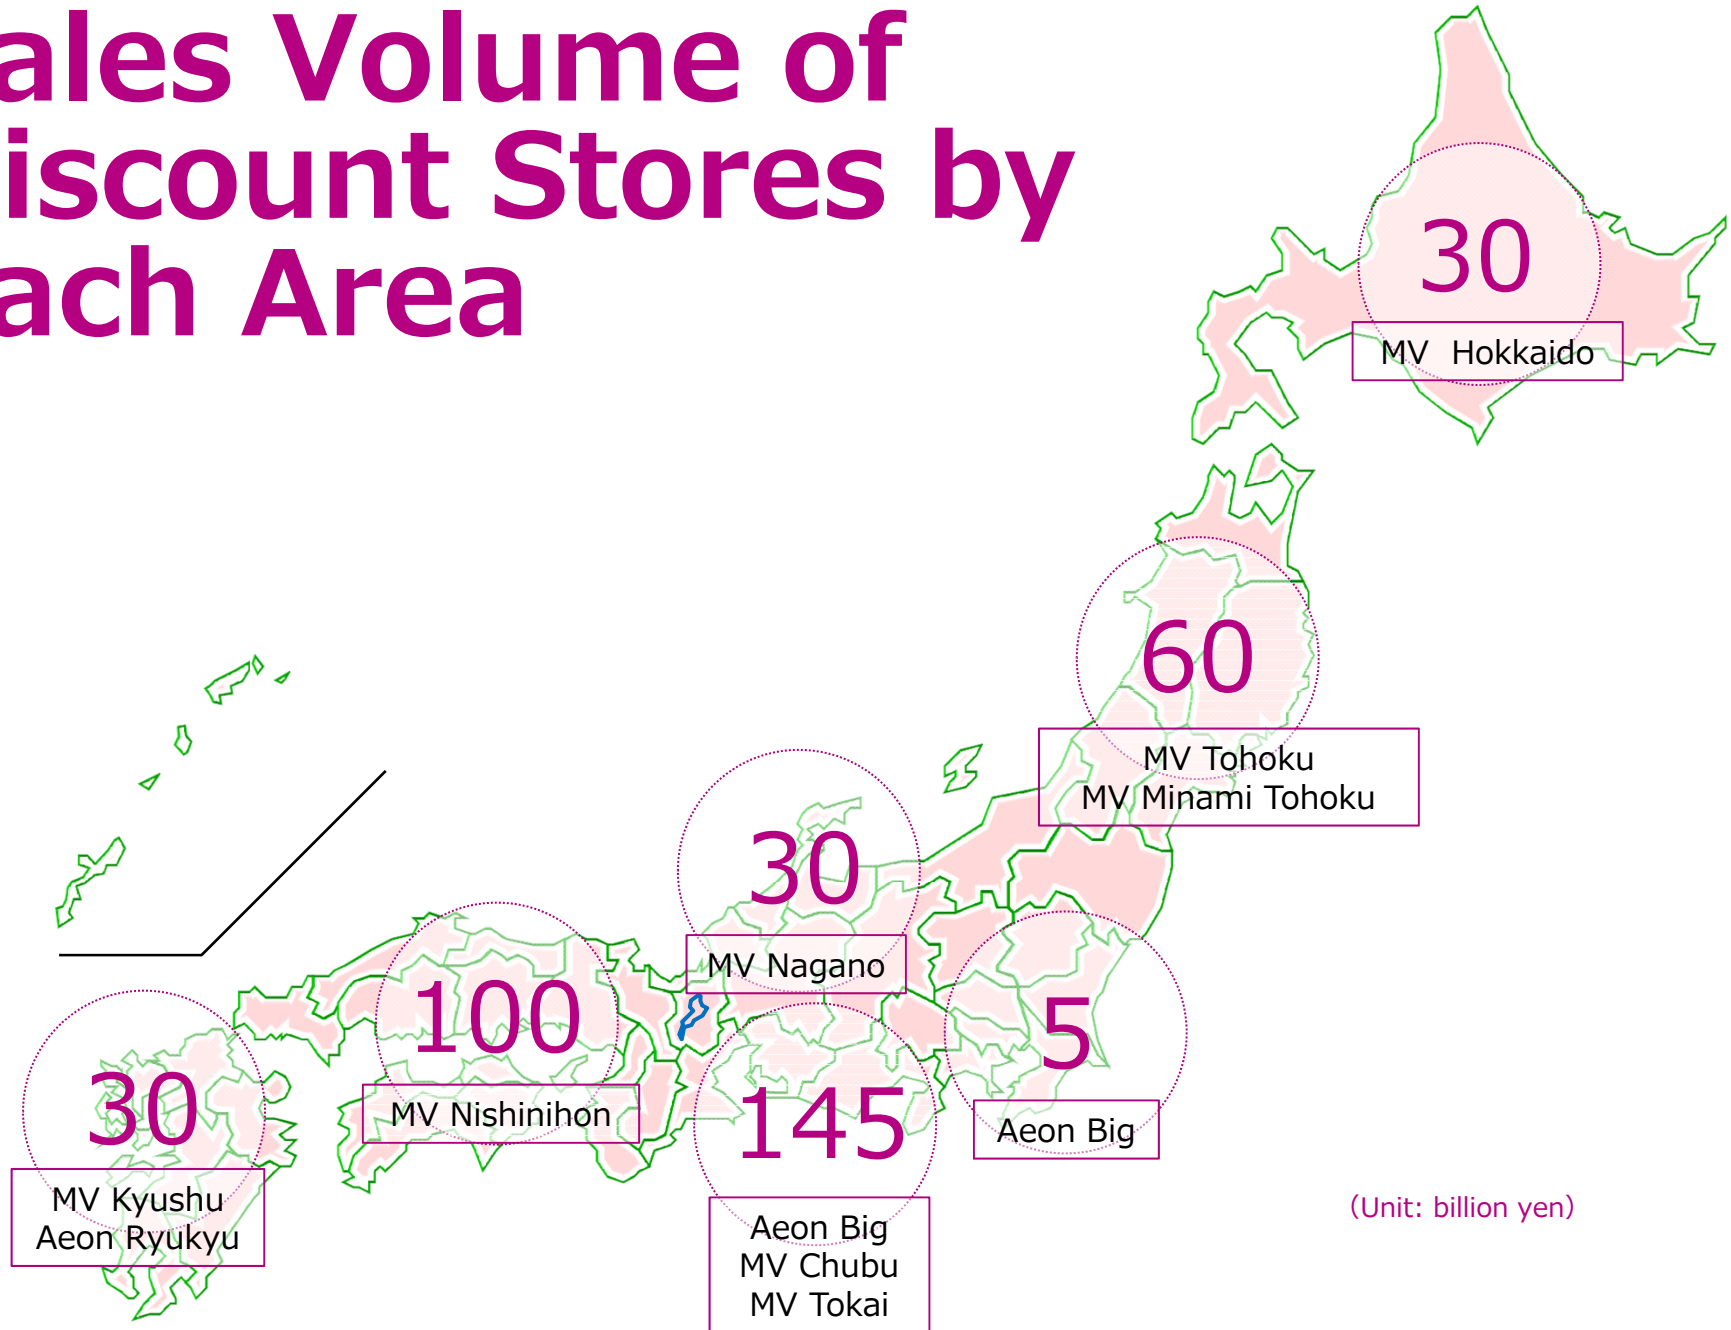 ales Volume of
iscount Stores by
ach Area
30
MV Hokkaido
60
MV Tohoku
MV Minami Tohoku
30
MV Nagano
100
MV Nishinihon
5
Aeon Big
30
MV Kyushu
Aeon Ryukyu
145
Aeon Big
MV Chubu
MV Tokai
(Unit: billion yen)